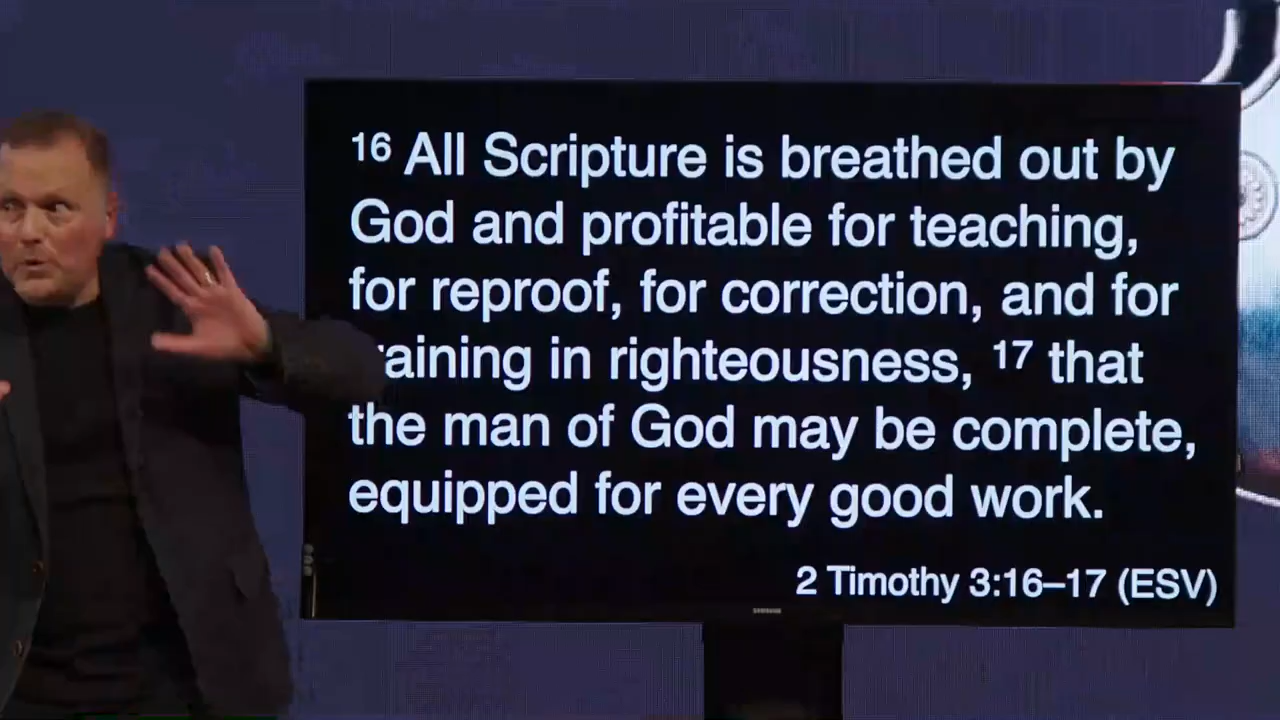 16 All Scripture is breathed out by
God and profitable for teaching,
for reproof, for correction, and for
raining in righteousness, 17 that
the man of God may be complete,
equipped for every good work.
2 Timothy 3:16–17 (ESV)
SAMSUNG